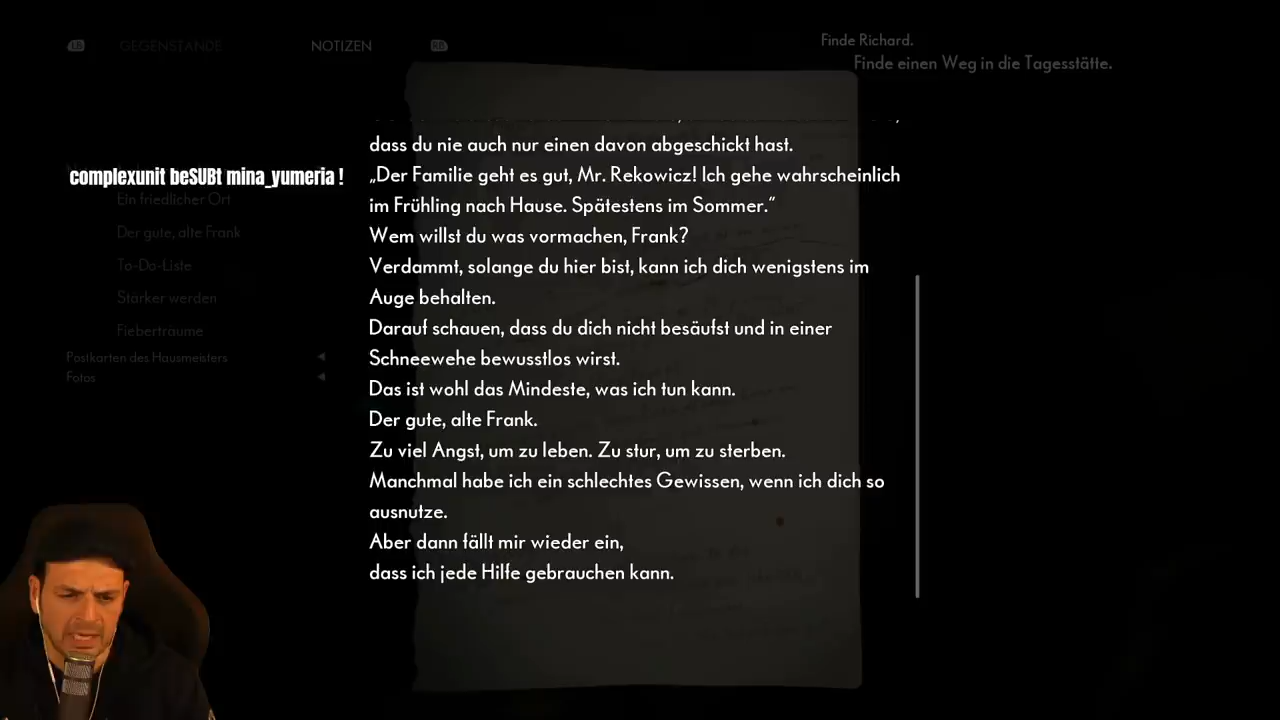 LB GEGENSTÄNDE NOTIZEN RB
Finde Richard.
Finde einen Weg in die Tagesstätte.
complexunit beSUBt mina_yumeria !
Ein friedlicher Ort
Der gute, alte Frank
To-Do-Liste
Stärker werden
Fieberträume
Postkarten des Hausmeisters
Fotos
dass du nie auch nur einen davon abgeschickt hast.
„Der Familie geht es gut, Mr. Rekowicz! Ich gehe wahrscheinlich
im Frühling nach Hause. Spätestens im Sommer.“
Wem willst du was vormachen, Frank?
Verdammt, solange du hier bist, kann ich dich wenigstens im
Auge behalten.
Darauf schauen, dass du dich nicht besäufst und in einer
Schneewehe bewusstlos wirst.
Das ist wohl das Mindeste, was ich tun kann.
Der gute, alte Frank.
Zu viel Angst, um zu leben. Zu stur, um zu sterben.
Manchmal habe ich ein schlechtes Gewissen, wenn ich dich so
ausnutze.
Aber dann fällt mir wieder ein,
dass ich jede Hilfe gebrauchen kann.